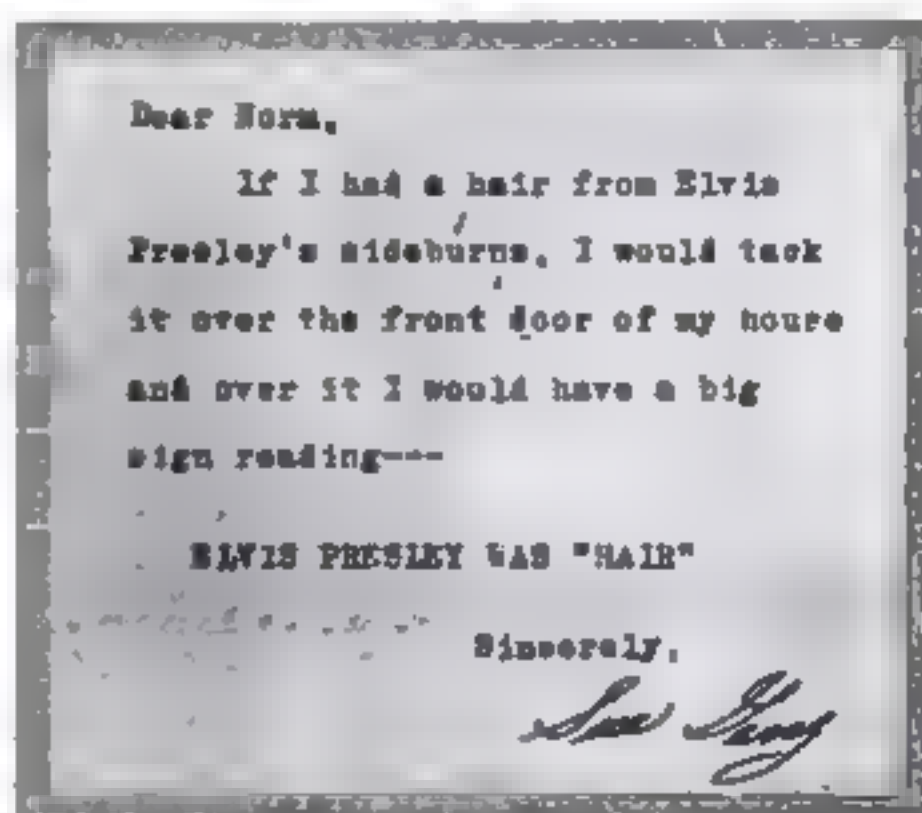 Dear Norm,
If I had a hair from Elvis
Presley's sideburns, I would tack
it over the front door of my house
and over it I would have a big
sign reading---
ELVIS PRESLEY WAS "HAIR"
Sincerely,